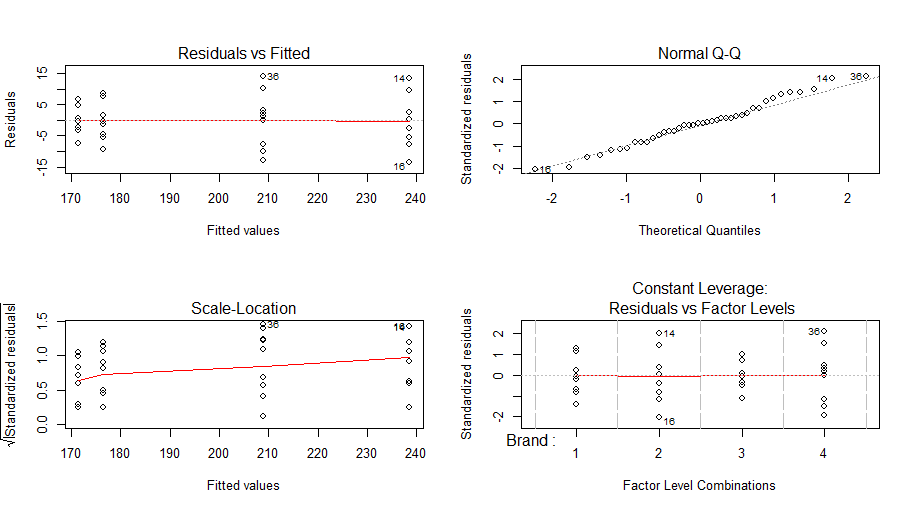 Residuals vs Fitted
Residuals
15
5
-5
-15
36
14
16
170 180 190 200 210 220 230 240
Fitted values
Normal Q-Q
Standardized residuals
2
1
0
-1
-2
14
36
16
-2 -1 0 1 2
Theoretical Quantiles
Scale-Location
√|Standardized residuals|
1.5
1.0
0.5
0.0
36
170 180 190 200 210 220 230 240
Fitted values
Constant Leverage:
Residuals vs Factor Levels
Standardized residuals
2
1
0
-2
14
36
16
Brand :
1 2 3 4
Factor Level Combinations